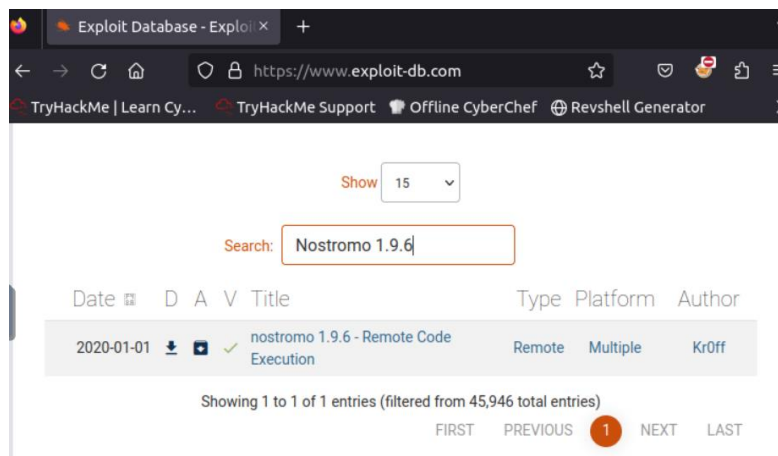 Exploit Database - Exploi
https://www.exploit-db.com
TryHackMe | Learn Cy... TryHackMe Support Offline CyberChef Revshell Generator
Show 15
Search: Nostromo 1.9.6
Date D A V Title Type Platform Author
2020-01-01 nostromo 1.9.6 - Remote Code Execution Remote Multiple Kr0ff
Showing 1 to 1 of 1 entries (filtered from 45,946 total entries)
FIRST PREVIOUS 1 NEXT LAST